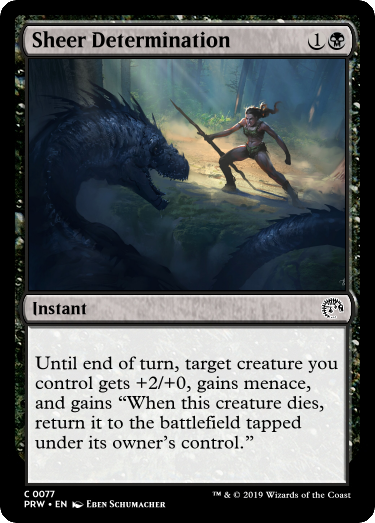 Sheer Determination 1
Instant
Until end of turn, target creature you
control gets +2/+0, gains menace,
and gains “When this creature dies,
return it to the battlefield tapped
under its owner’s control.”
C 0077
PRW • EN Eben Schumacher
™ & © 2019 Wizards of the Coast